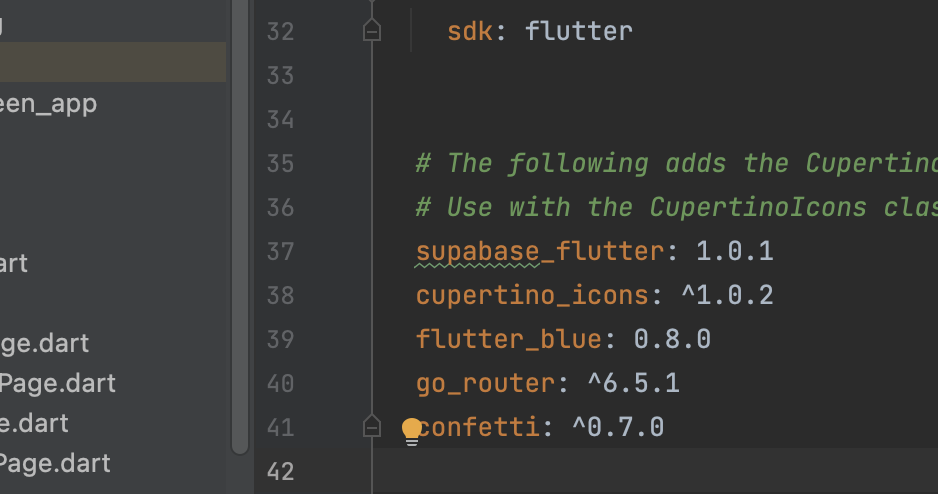 een_app
art
ge.dart
Page.dart
e.dart
Page.dart
32 sdk: flutter
33
34
35 # The following adds the Cupertino
36 # Use with the CupertinoIcons clas
37 supabase_flutter: 1.0.1
38 cupertino_icons: ^1.0.2
39 flutter_blue: 0.8.0
40 go_router: ^6.5.1
41 confetti: ^0.7.0
42